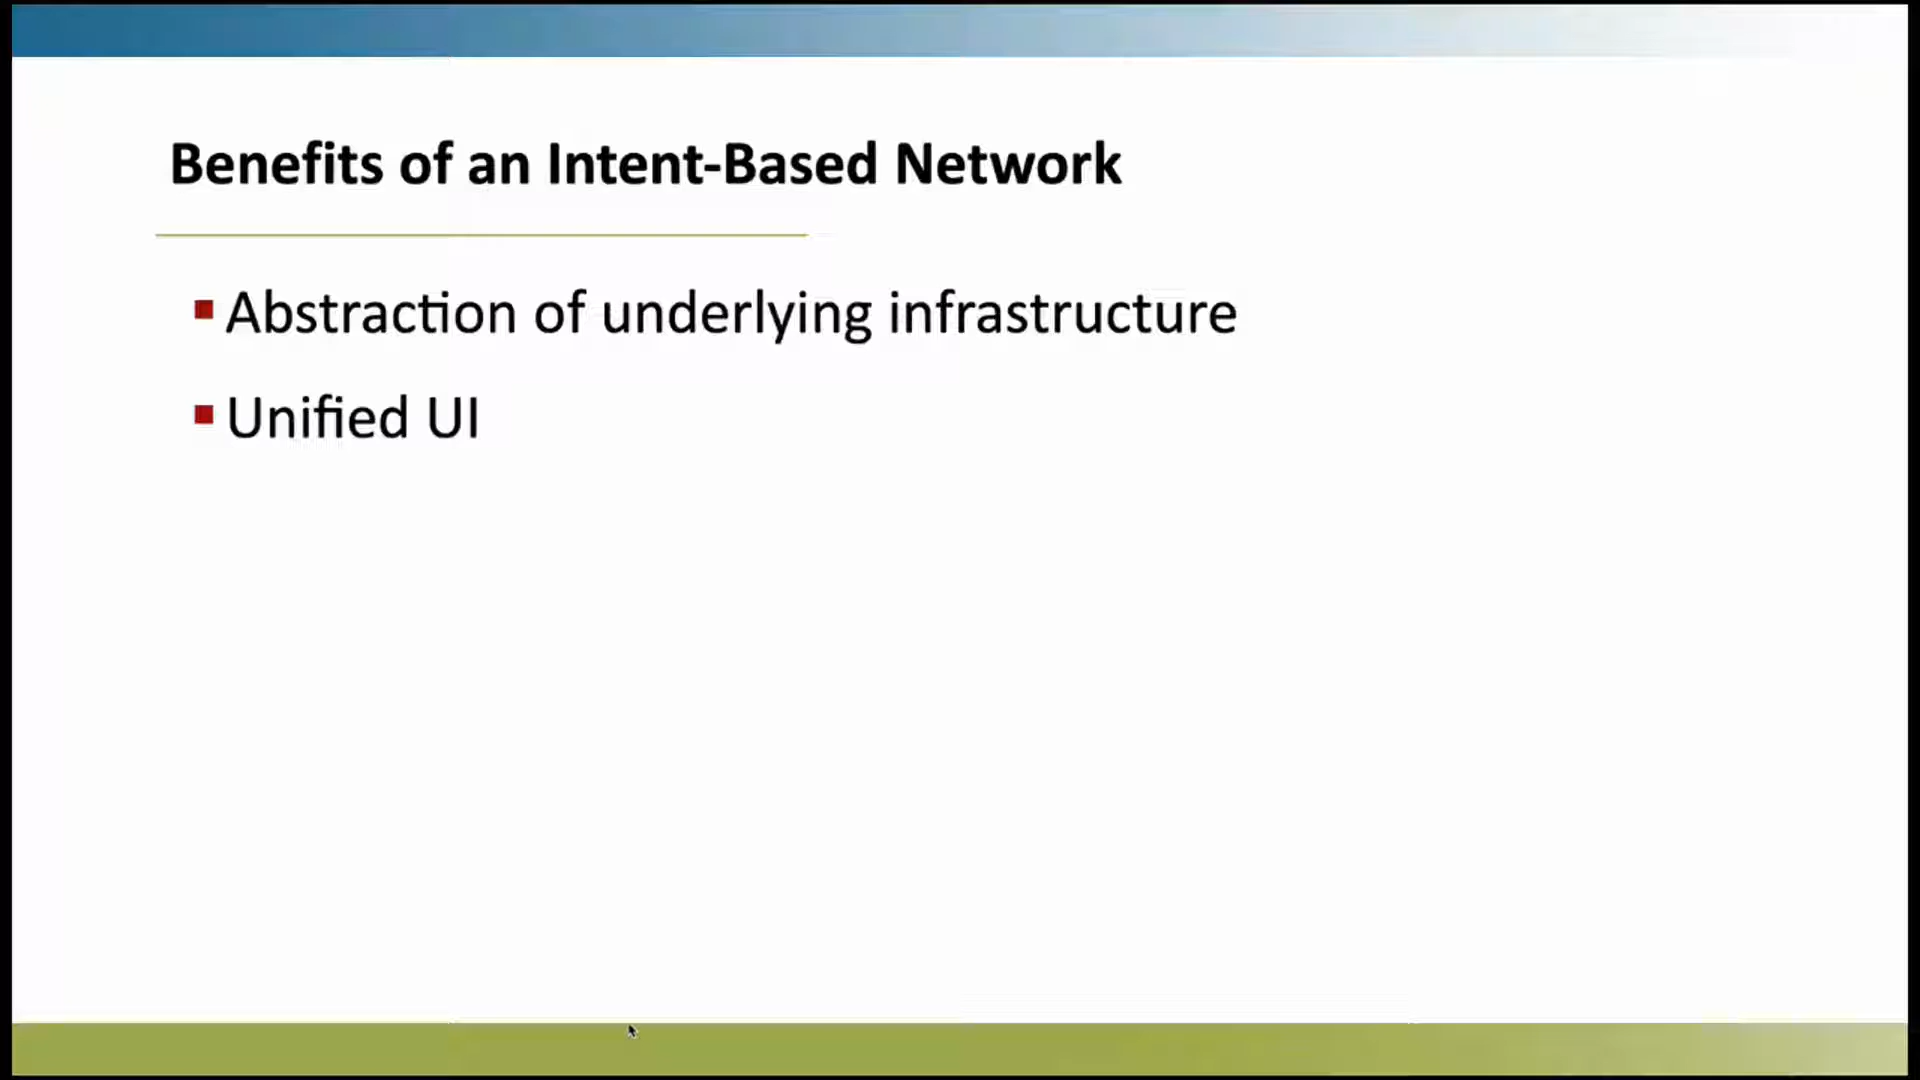 Benefits of an Intent-Based Network
Abstraction of underlying infrastructure
Unified UI